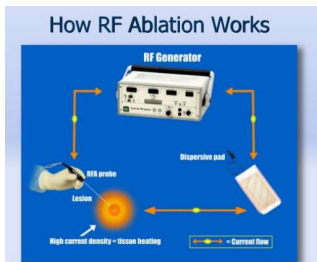 How RF Ablation Works
RF Generator
Dispersive pad
RFA probe
Lesion
High current density = tissue heating
= Current flow